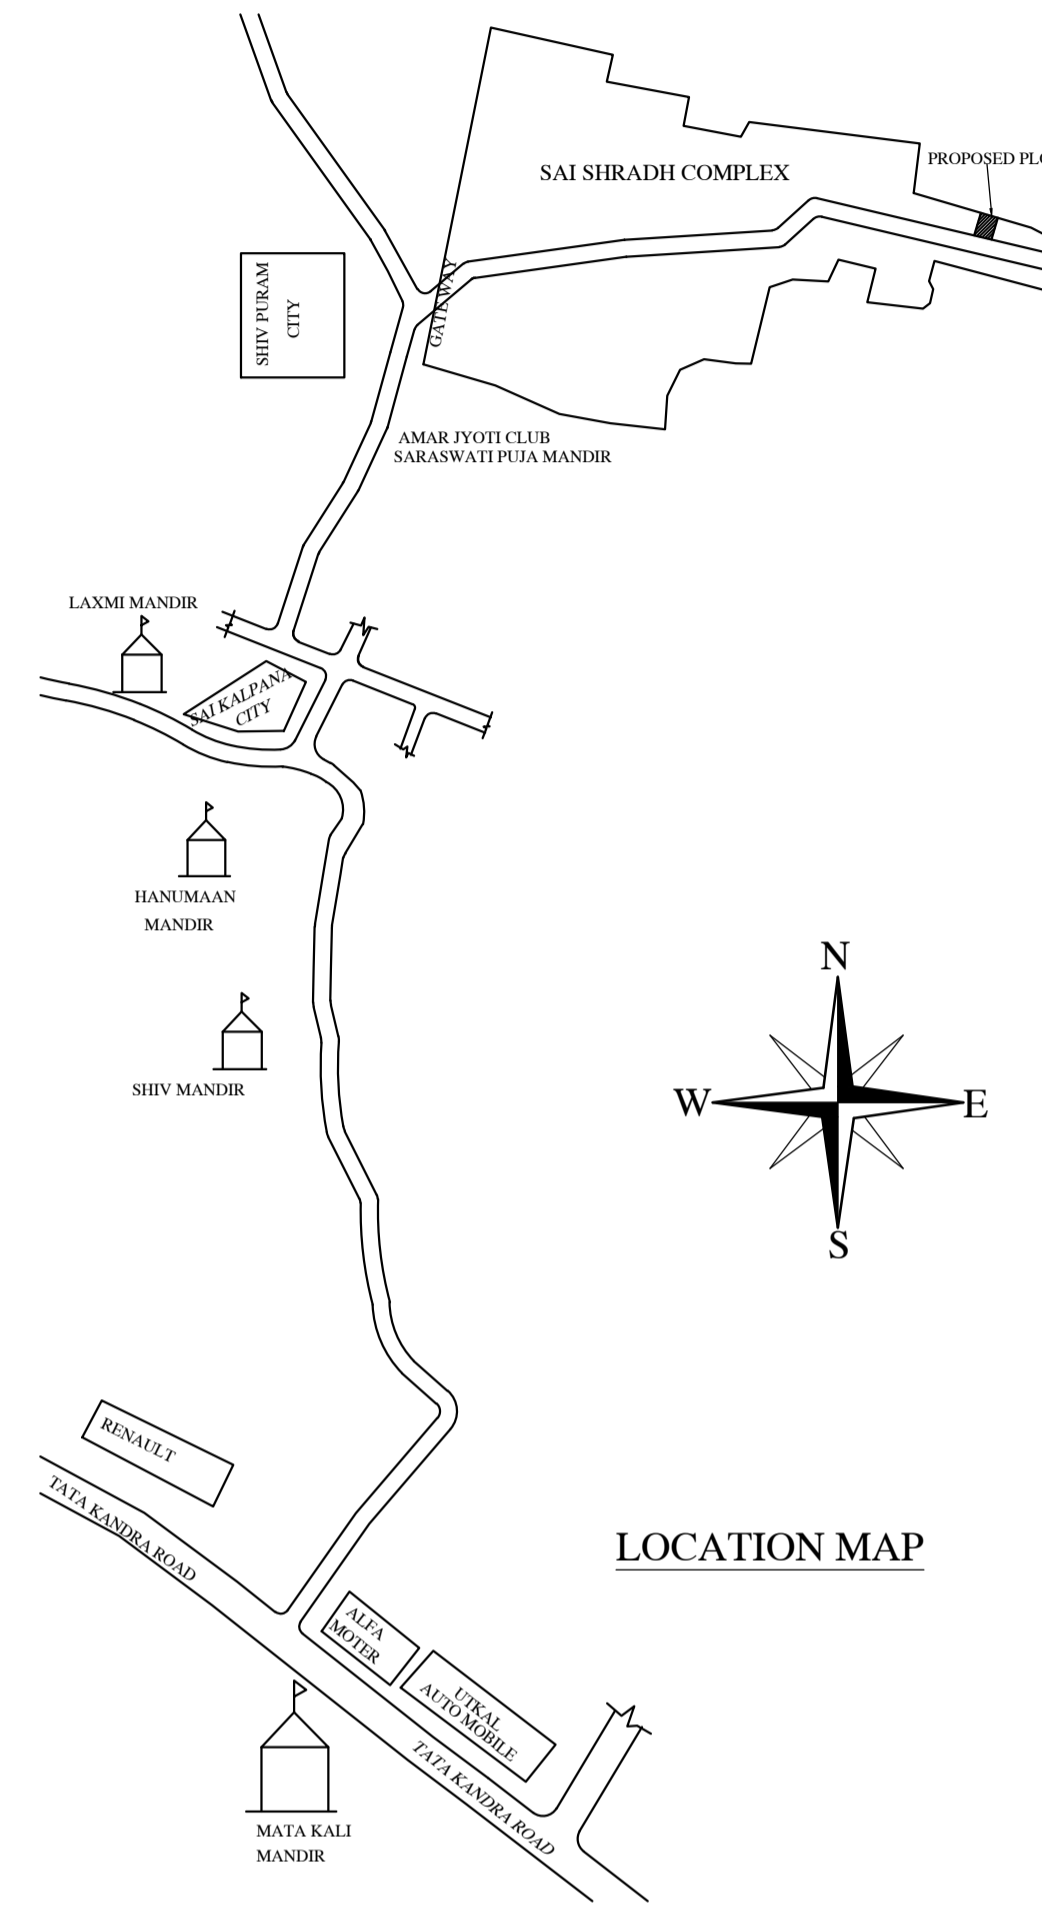 SAI SHRADH COMPLEX
PROPOSED
GATE WAY
SHIV PURAM
CITY
AMAR JYOTI CLUB
SARASWATI PUJA MANDIR
LAXMI MANDIR
SAI KALPANA
CITY
HANUMAAN
MANDIR
SHIV MANDIR
N
W
E
S
RENAULT
TATA KANDRA ROAD
LOCATION MAP
ALFA
MOTER
UTKAL
AUTO MOBILE
TATA KANDRA ROAD
MATA KALI
MANDIR